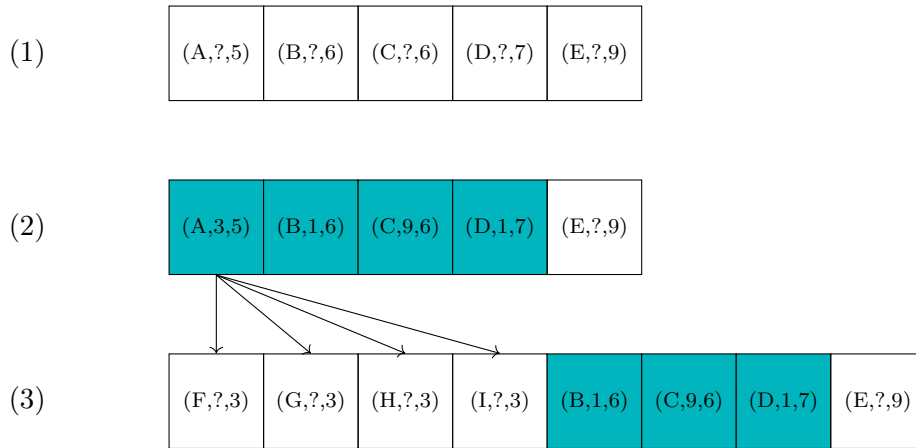 (1) (A,?,5) (B,?,6) (C,?,6) (D,?,7) (E,?,9)
(2) (A,3,5) (B,1,6) (C,9,6) (D,1,7) (E,?,9)
(3) (F,?,3) (G,?,3) (H,?,3) (I,?,3) (B,1,6) (C,9,6) (D,1,7) (E,?,9)